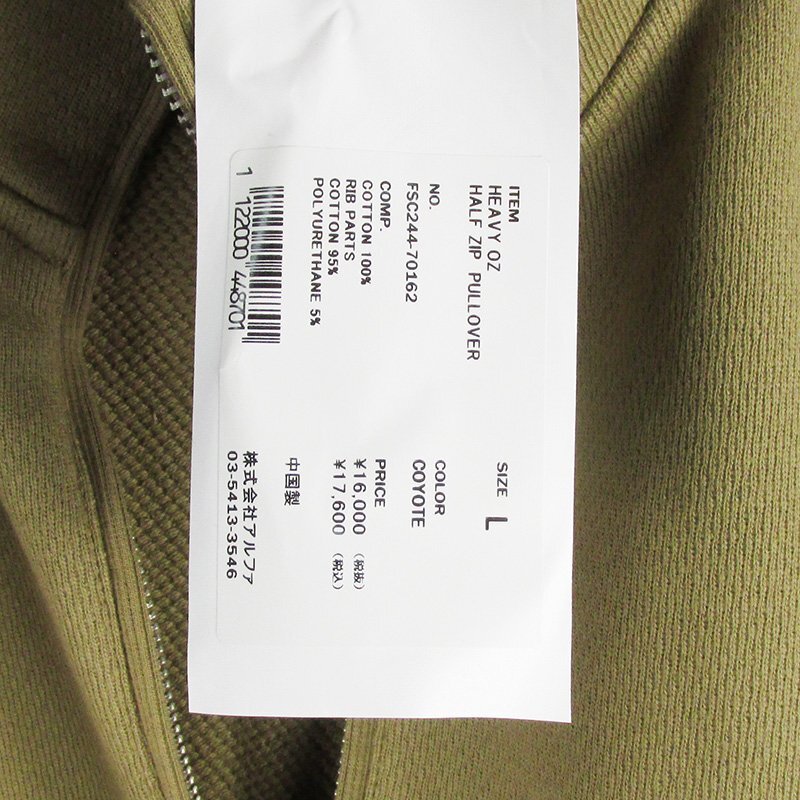 ITEM
HEAVY OZ
HALF ZIP PULLOVER
SIZE L
NO.
FSC244-70162
COLOR
COYOTE
COMP.
COTTON 100%
RIB PARTS
COTTON 95%
POLYURETHANE 5%
PRICE
¥16,000 (税抜)
¥17,600 (税込)
中国製
1 122000 448701
株式会社アルファ
03-5413-3546